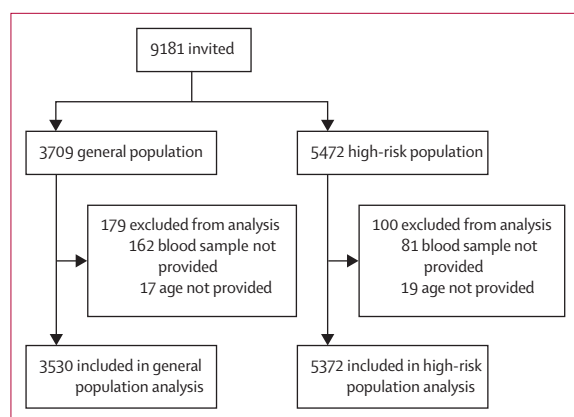 9181 invited
3709 general population
5472 high-risk population
179 excluded from analysis
162 blood sample not
provided
17 age not provided
100 excluded from analysis
81 blood sample not
provided
19 age not provided
3530 included in general
population analysis
5372 included in high-risk
population analysis